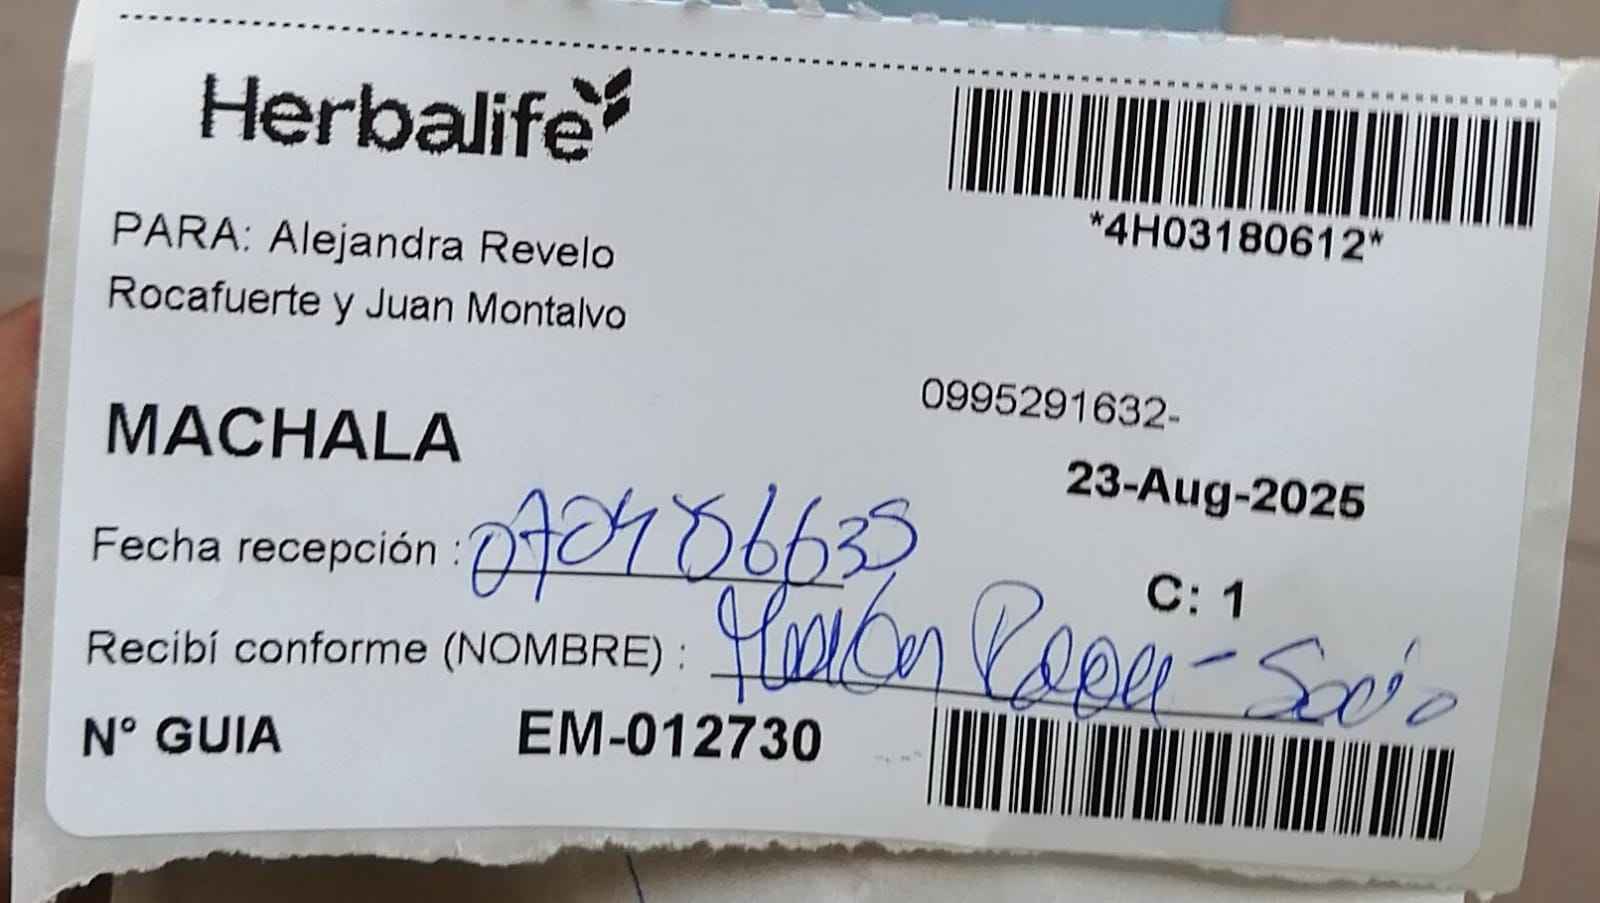 Herbalife
*4H03180612*
PARA: Alejandra Revelo
Rocafuerte y Juan Montalvo
0995291632-
MACHALA
23-Aug-2025
Fecha recepción :
C: 1
Recibí conforme (NOMBRE) :
N° GUIA EM-012730